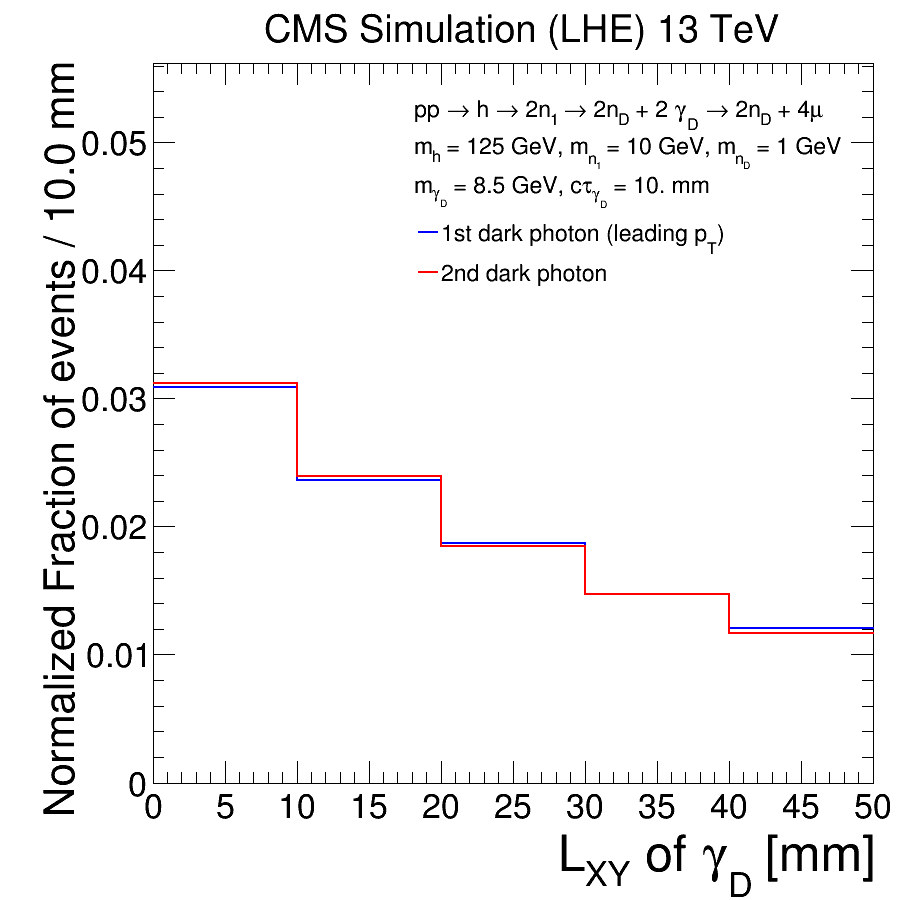 CMS Simulation (LHE) 13 TeV
pp → h → 2n1 → 2nD + 2 γD → 2nD + 4μ
mh = 125 GeV, mn1 = 10 GeV, mnD = 1 GeV
mγD = 8.5 GeV, cτγD = 10. mm
1st dark photon (leading pT)
2nd dark photon
Normalized Fraction of events / 10.0 mm
0.05
0.04
0.03
0.02
0.01
0
0 5 10 15 20 25 30 35 40 45 50
LXY of γD [mm]